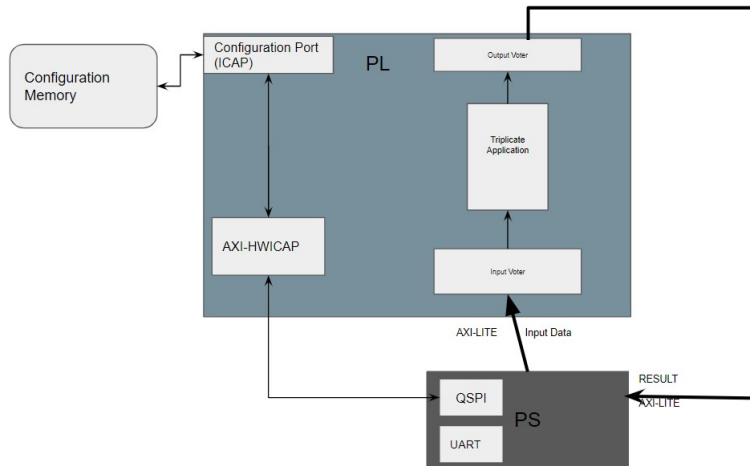 Configuration Port
(ICAP)
PL
Output Voter
Configuration
Memory
Triplicate
Application
AXI-HWICAP
Input Voter
AXI-LITE
Input Data
RESULT
QSPI
PS
AXI-LITE
UART